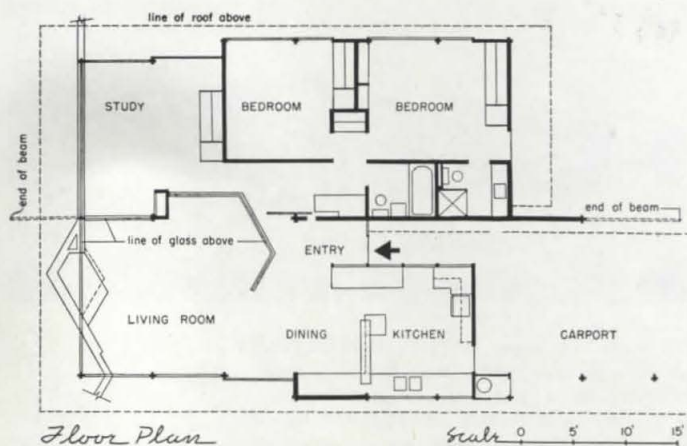 line of roof above
STUDY
BEDROOM
BEDROOM
end of beam
end of beam
line of glass above
ENTRY
LIVING ROOM
DINING
KITCHEN
CARPORT
Floor Plan
Scale 0 5' 10' 15'